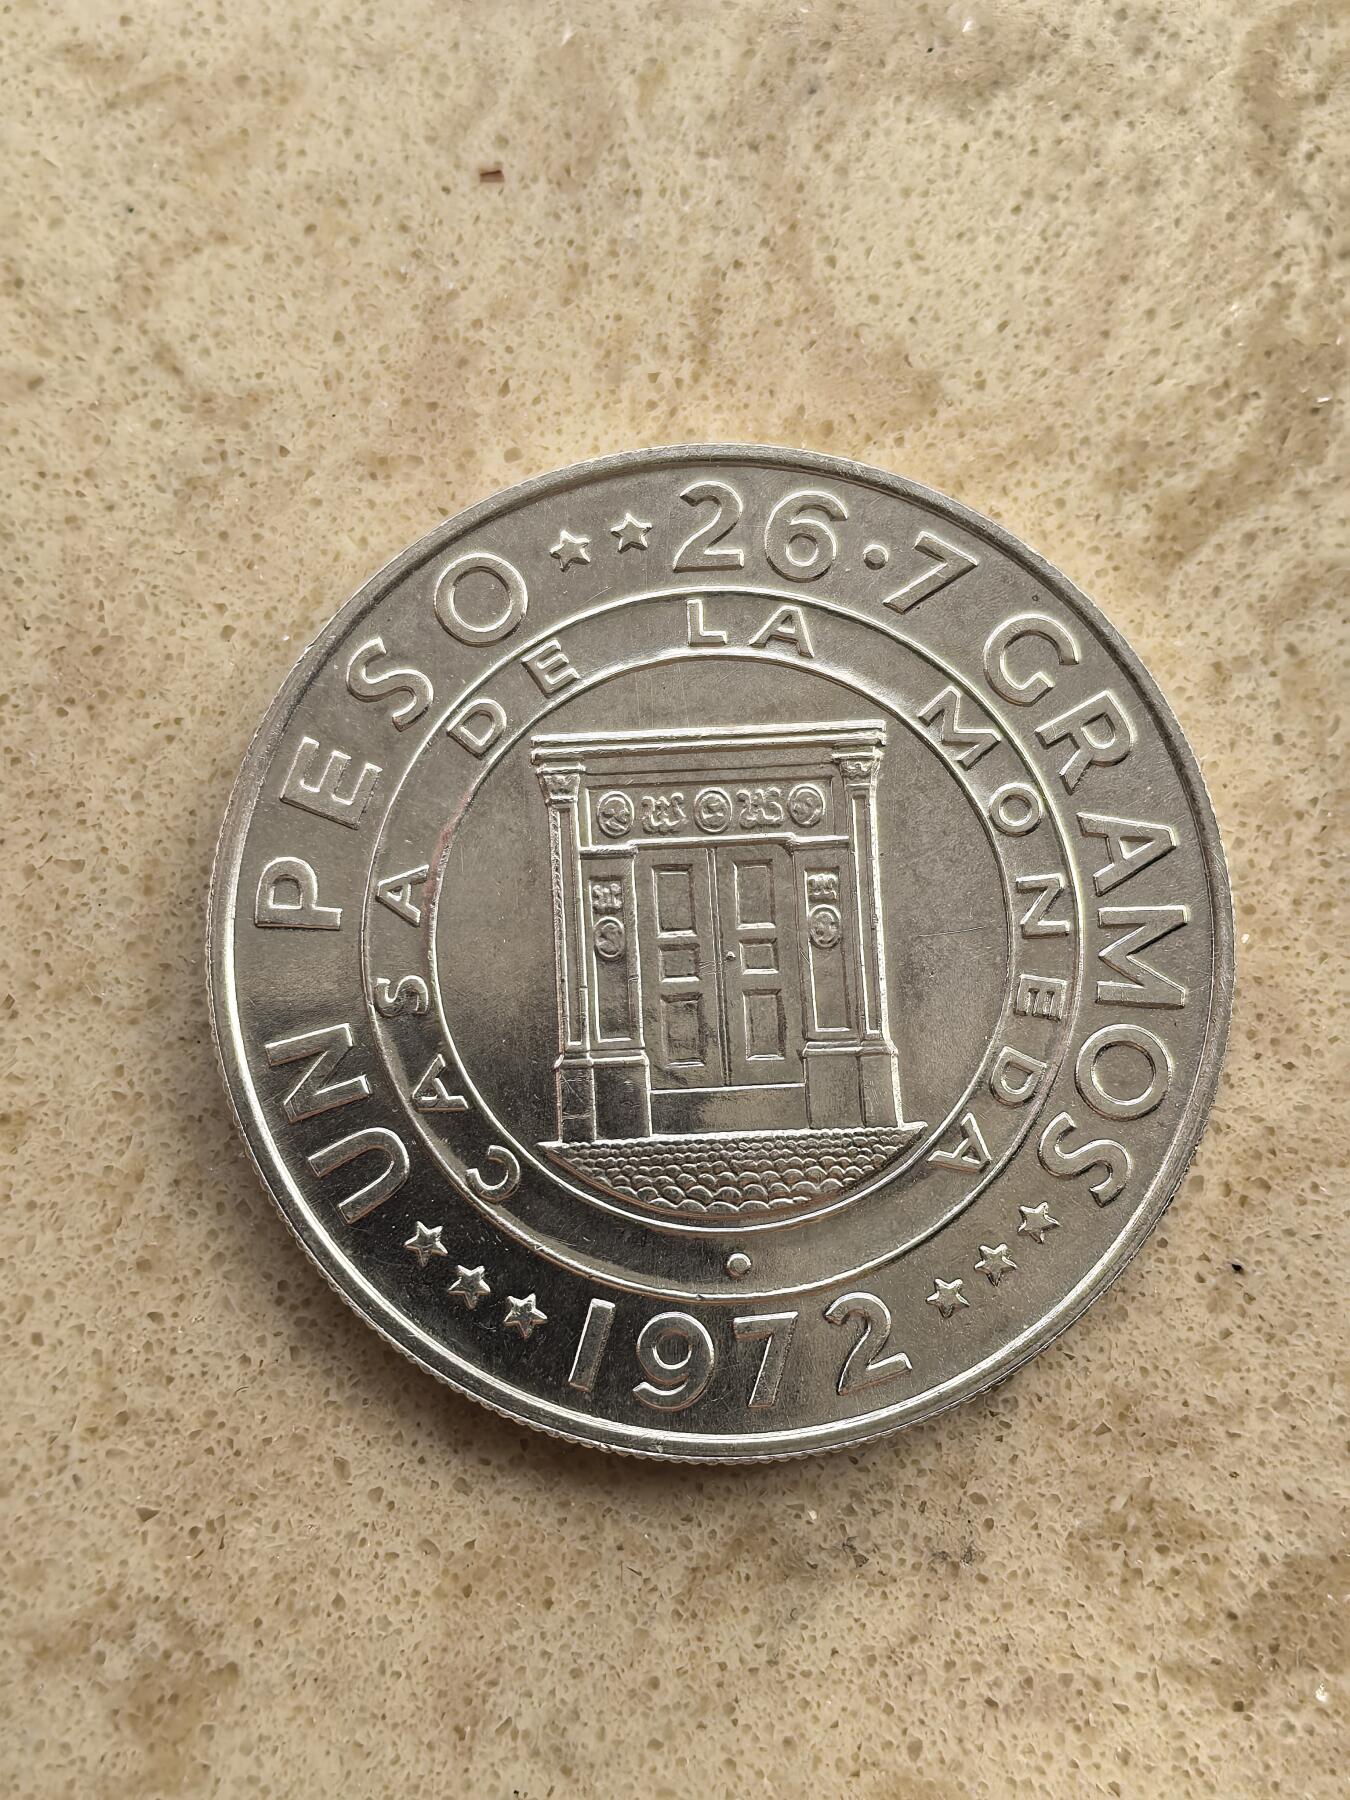 UN PESO ★★ 26·7 GRAMOS
CASA DE LA MONEDA
★★★ 1972 ★★★